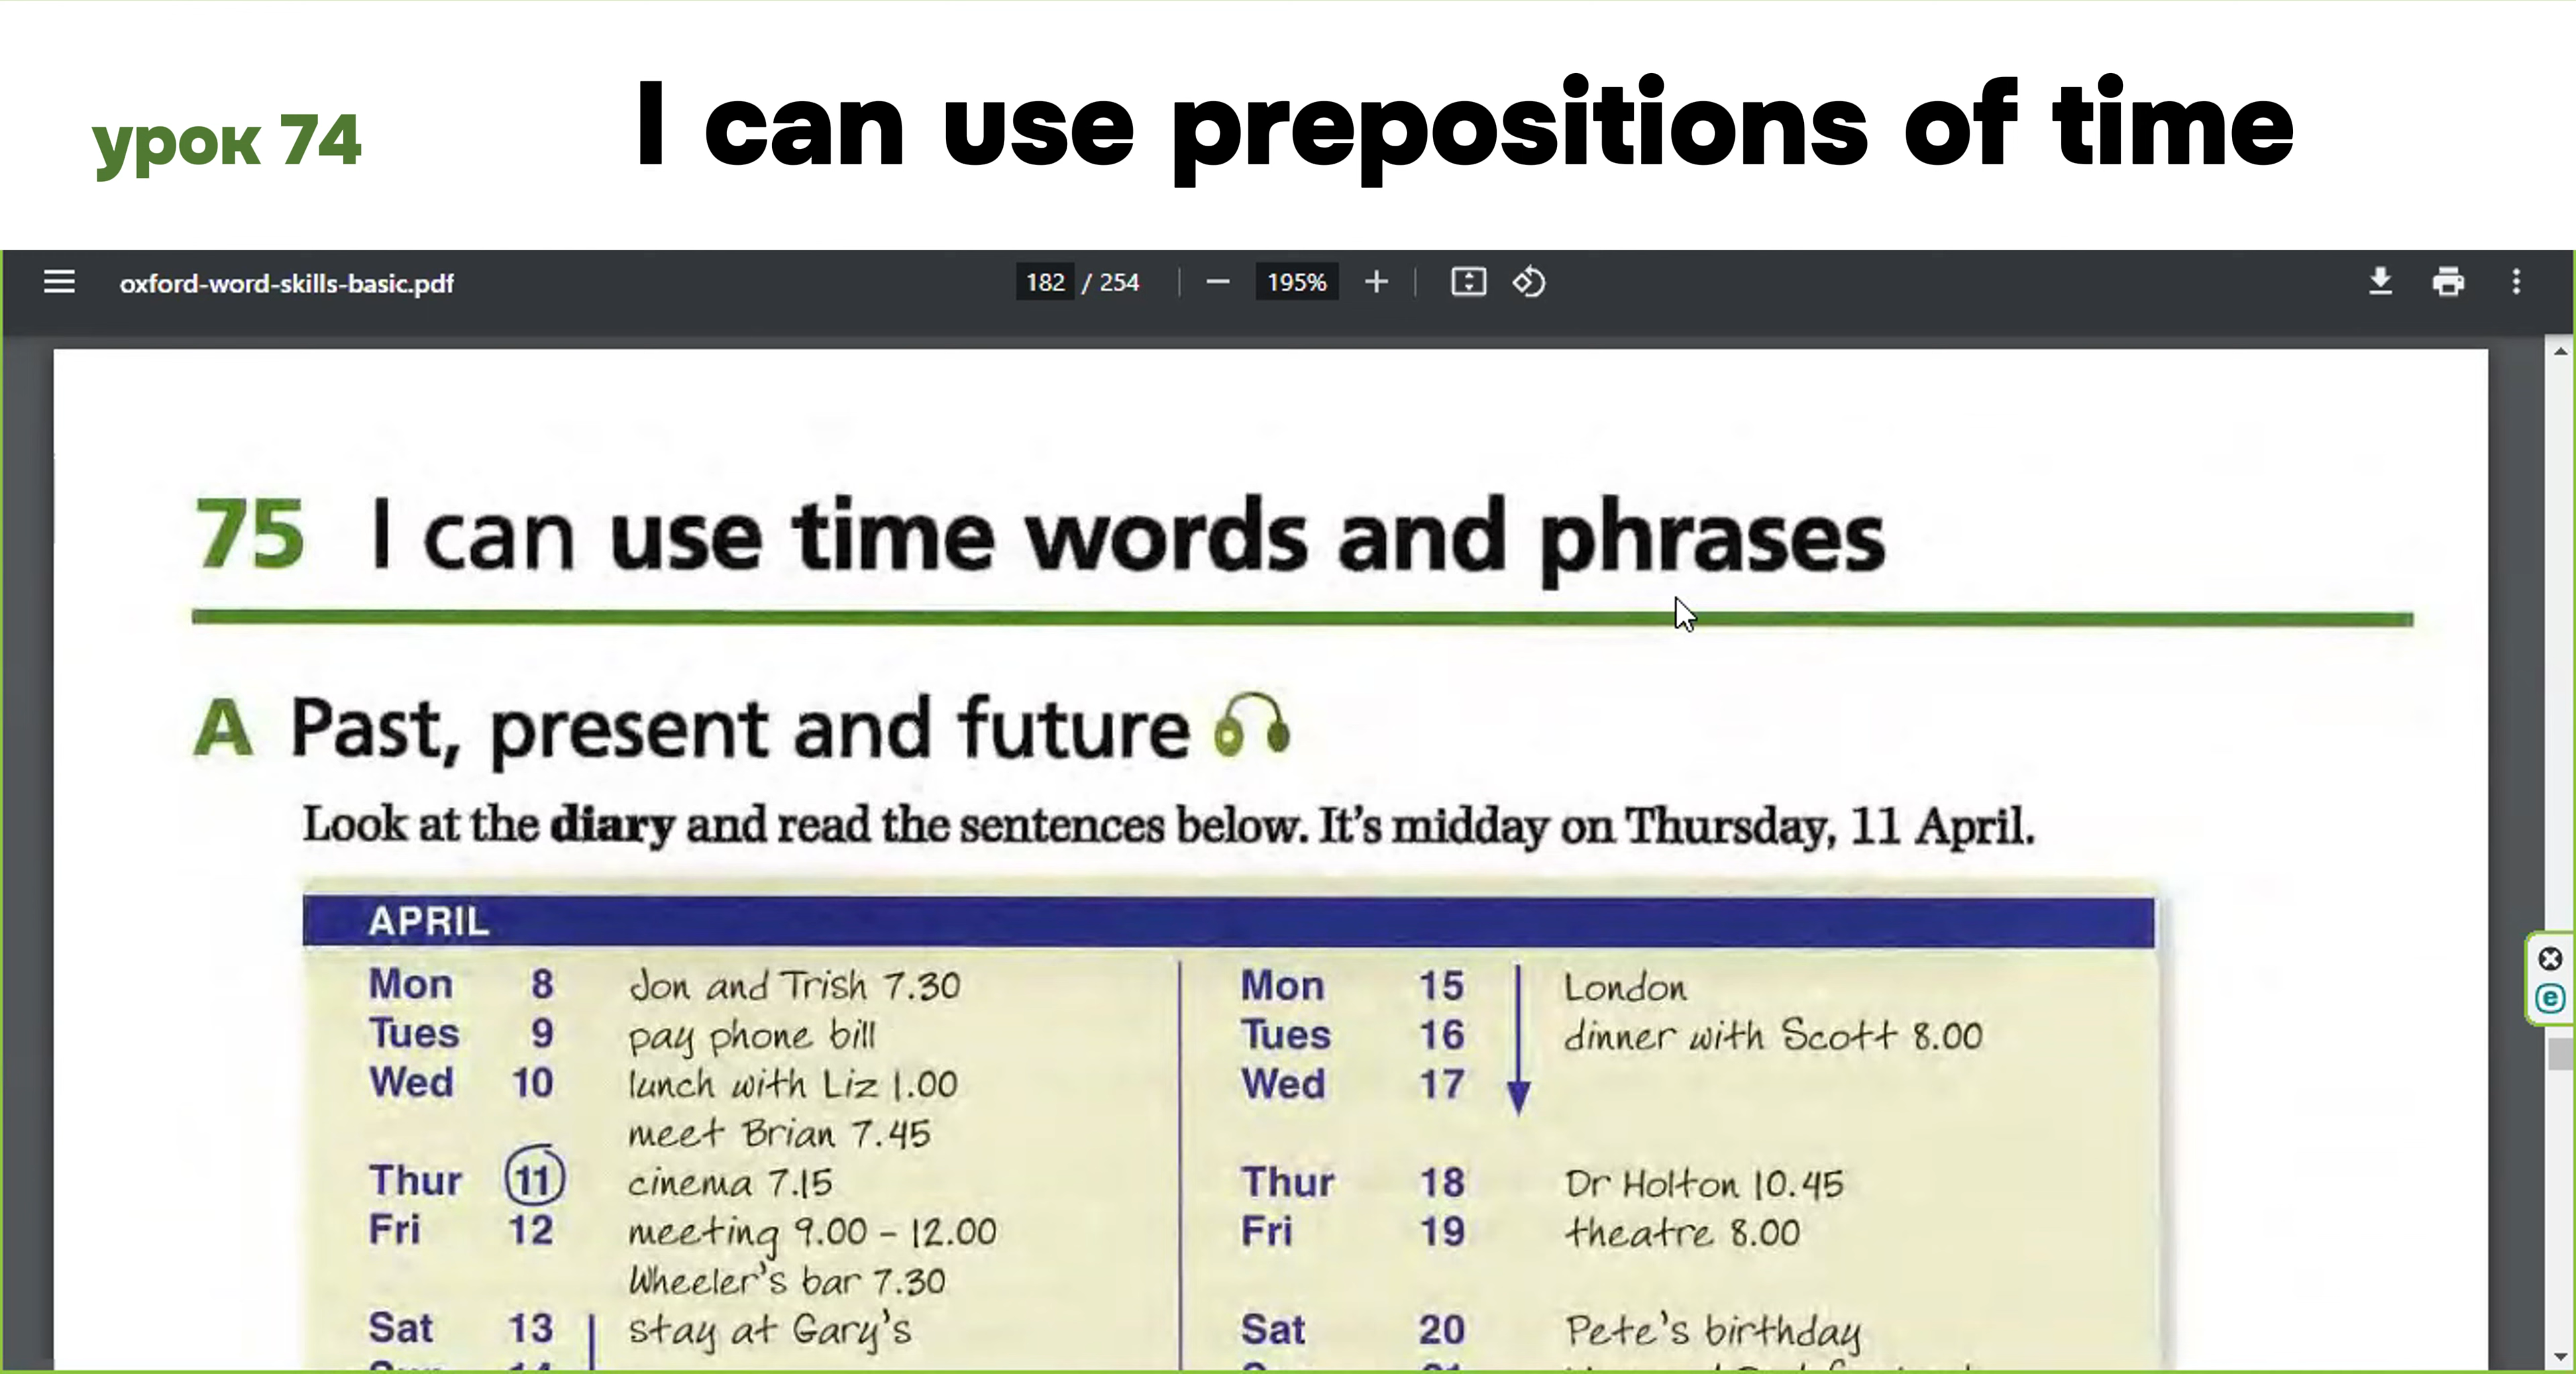 урок 74
I can use prepositions of time
oxford-word-skills-basic.pdf
182 / 254
195%
75 I can use time words and phrases
A Past, present and future
Look at the diary and read the sentences below. It's midday on Thursday, 11 April.
APRIL
Mon 8 Jon and Trish 7.30
Tues 9 pay phone bill
Wed 10 lunch with Liz 1.00
meet Brian 7.45
Thur 11 cinema 7.15
Fri 12 meeting 9.00 – 12.00
Wheeler's bar 7.30
Sat 13 stay at Gary's
Mon 15 London
Tues 16 dinner with Scott 8.00
Wed 17
Thur 18 Dr Holton 10.45
Fri 19 theatre 8.00
Sat 20 Pete's birthday